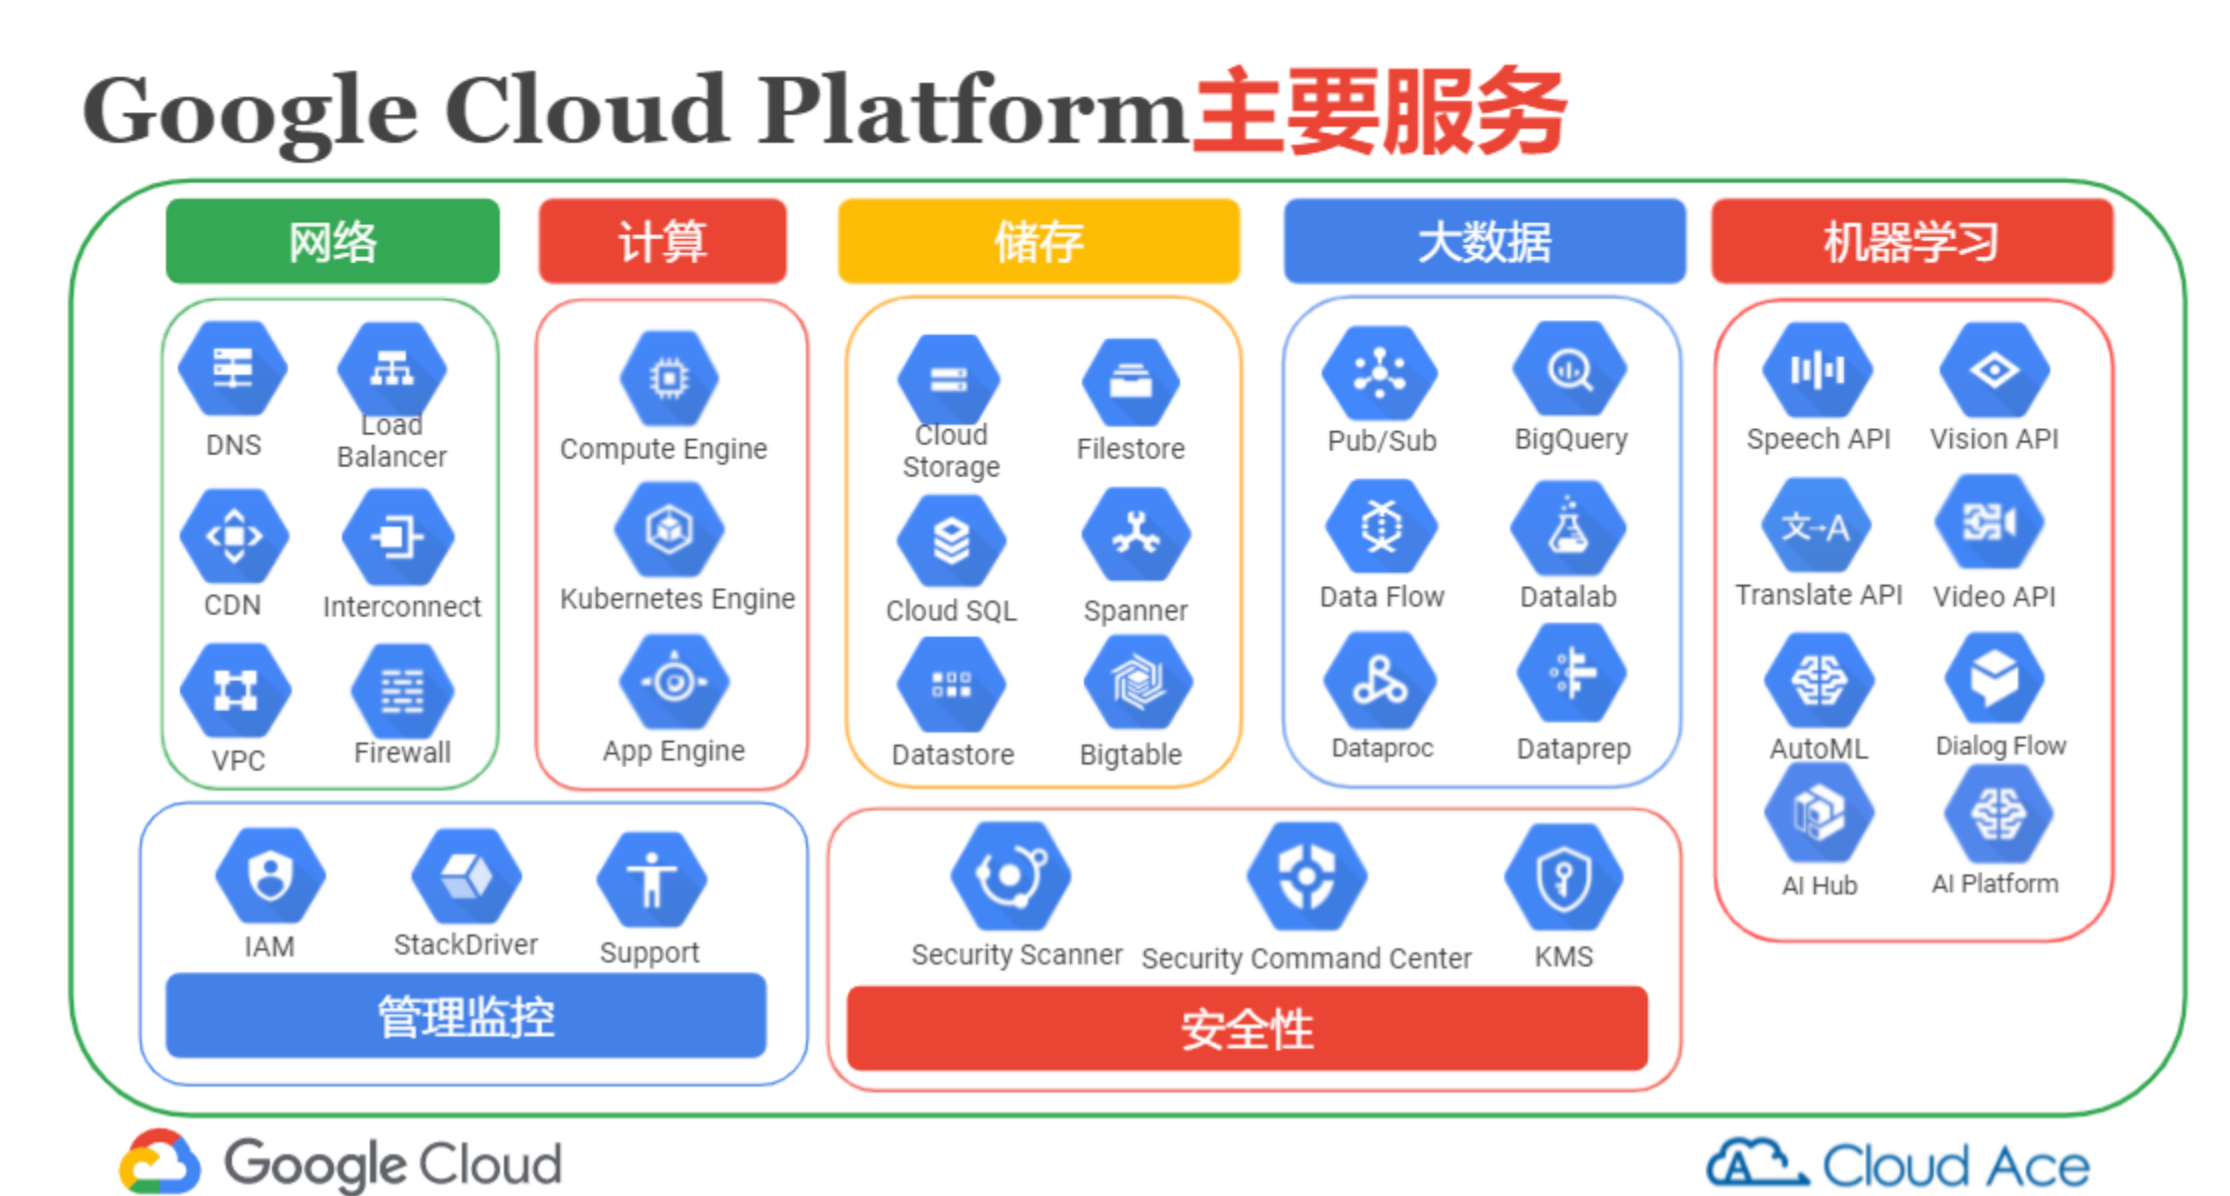 Google Cloud Platform主要服务
网络
DNS
Load
Balancer
CDN
Interconnect
VPC
Firewall
计算
Compute Engine
Kubernetes Engine
App Engine
储存
Cloud
Storage
Filestore
Cloud SQL
Spanner
Datastore
Bigtable
大数据
Pub/Sub
BigQuery
Data Flow
Datalab
Dataproc
Dataprep
机器学习
Speech API
Vision API
文→A
Translate API
Video API
AutoML
Dialog Flow
AI Hub
AI Platform
IAM
StackDriver
Support
管理监控
Security Scanner
Security Command Center
KMS
安全性
Google Cloud
A
Cloud Ace